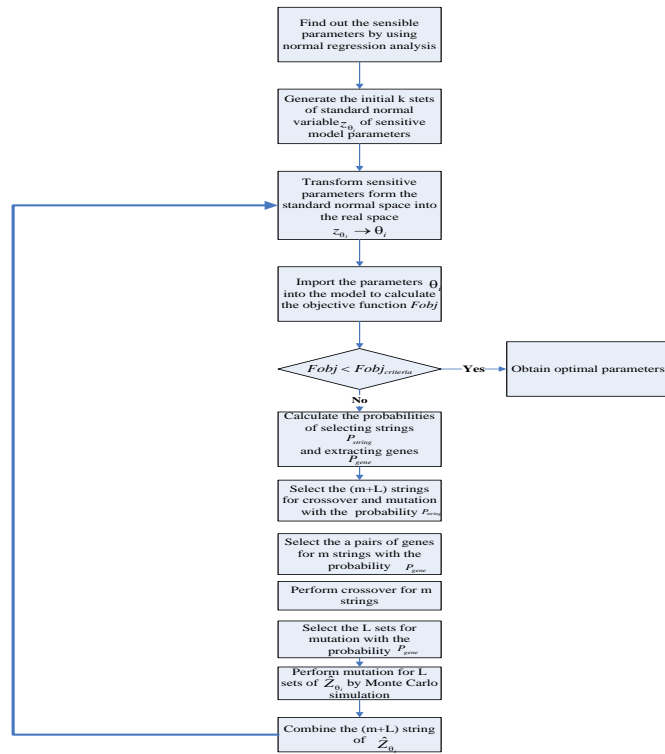 Find out the sensible
parameters by using
normal regression analysis
Generate the initial k stets
of standard normal
variable z_θi of sensitive
model parameters
Transform sensitive
parameters form the
standard normal space into
the real space
z_θi → θ_i
Import the parameters θ_i
into the model to calculate
the objective function Fobj
Fobj < Fobj_criteria
Yes
Obtain optimal parameters
No
Calculate the probabilities
of selecting strings
P_string
and extracting genes
P_gene
Select the (m+L) strings
for crossover and mutation
with the probability P_string
Select the a pairs of genes
for m strings with the
probability P_gene
Perform crossover for m
strings
Select the L sets for
mutation with the
probability P_gene
Perform mutation for L
sets of Ẑ_θi by Monte Carlo
simulation
Combine the (m+L) string
of Ẑ_θi